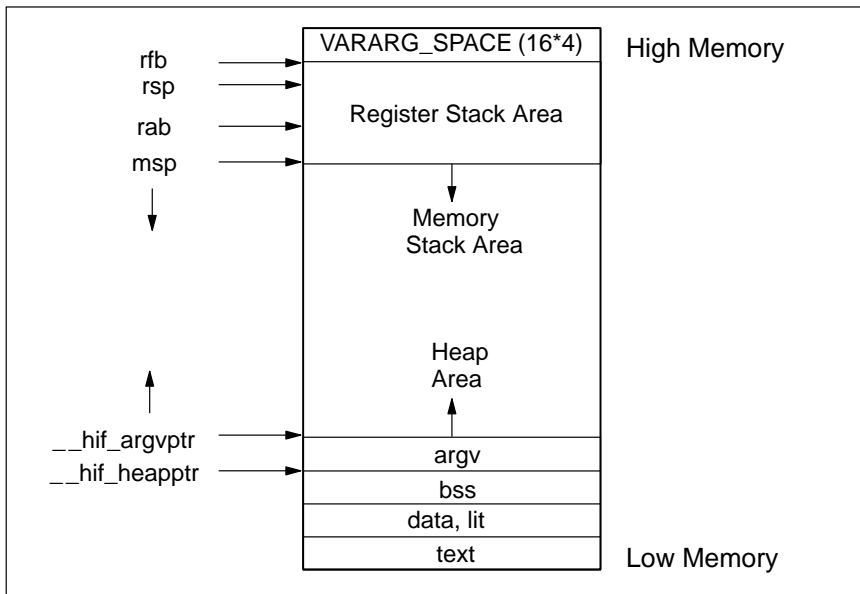 VARARG_SPACE (16*4)
High Memory
rfb
rsp
Register Stack Area
rab
msp
Memory
Stack Area
Heap
Area
__hif_argvptr
argv
__hif_heapptr
bss
data, lit
text
Low Memory